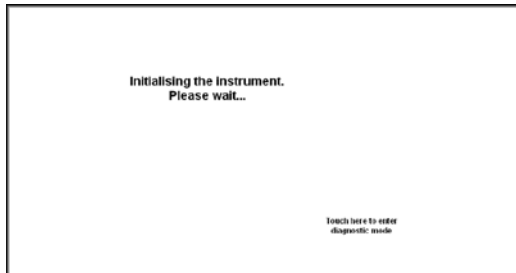 Initialising the instrument.
Please wait...
Touch here to enter
diagnostic mode